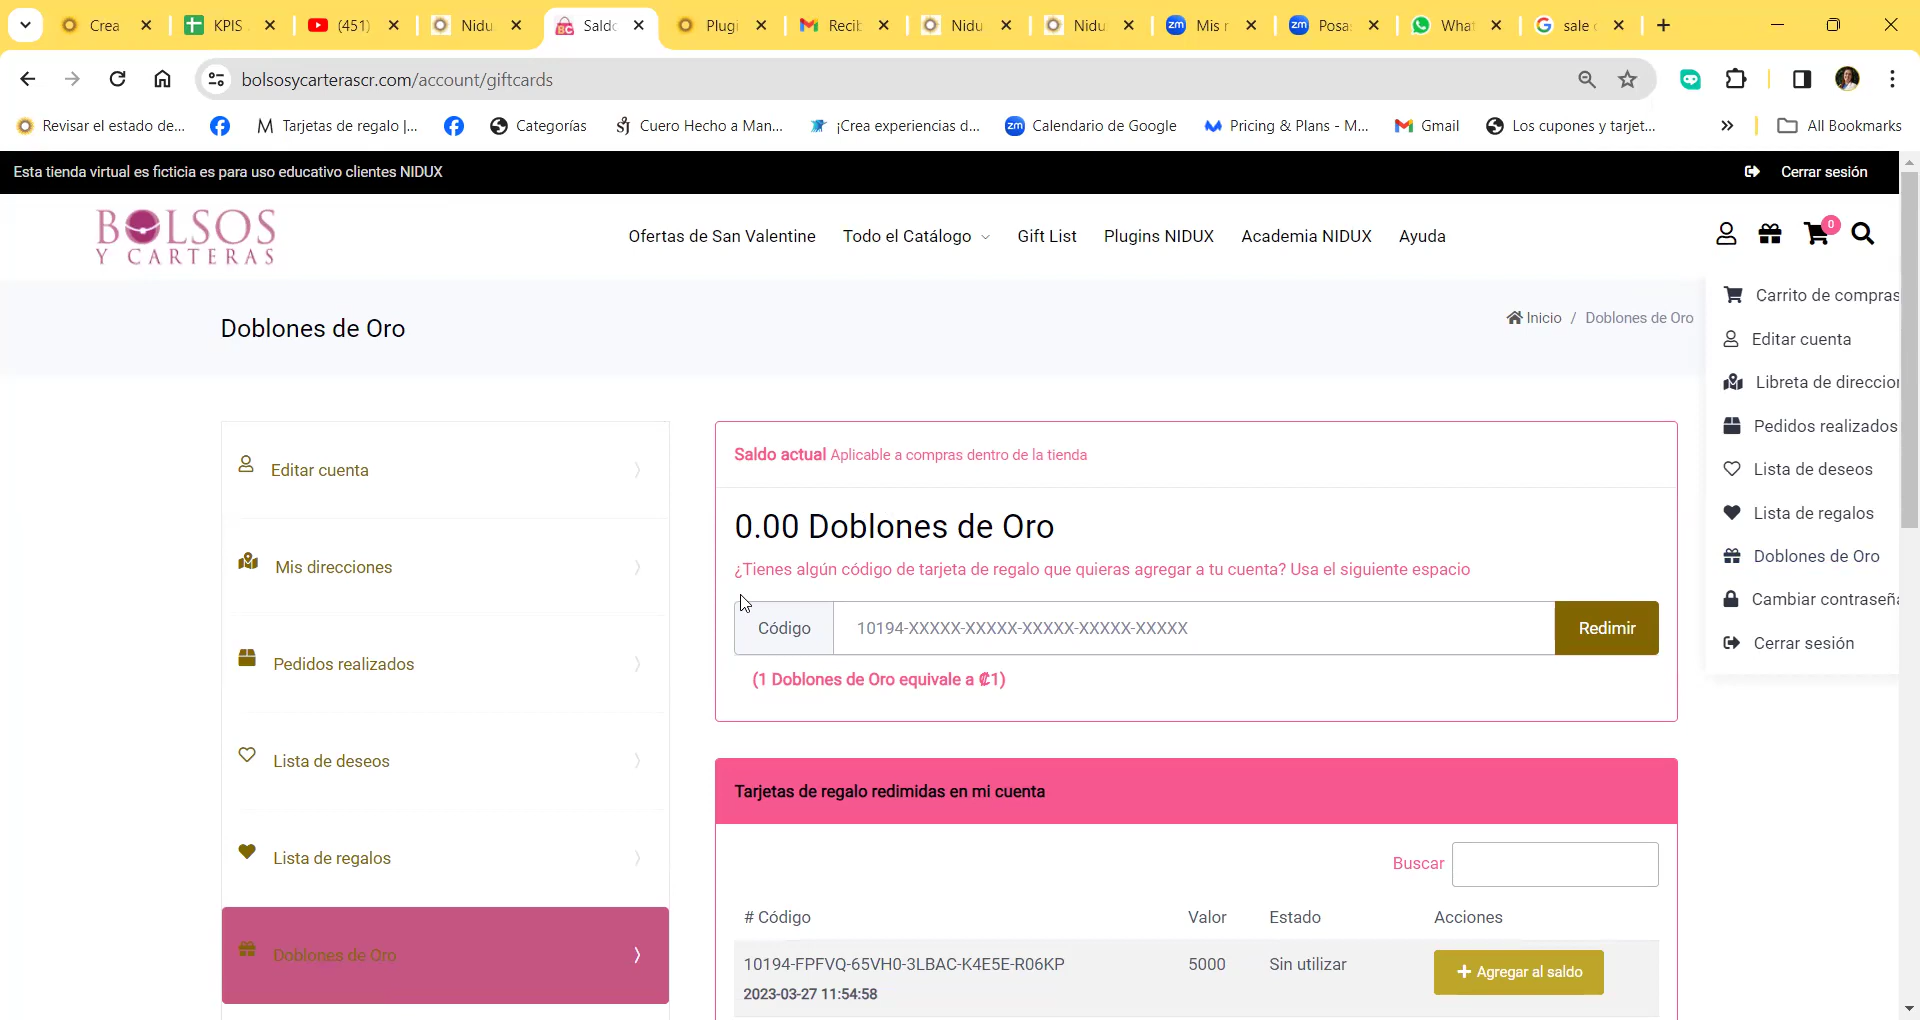 Crea
KPIS
(451)
Nidu
Saldo
Plugi
Recib
Nidu
Nidu
Mis r
Posa
What
sale
bolsosycarterascr.com/account/giftcards
Revisar el estado de...
Tarjetas de regalo |...
Categorías
Cuero Hecho a Man...
¡Crea experiencias d...
Calendario de Google
Pricing & Plans - M...
Gmail
Los cupones y tarjet...
All Bookmarks
Esta tienda virtual es ficticia es para uso educativo clientes NIDUX
Cerrar sesión
BOLSOS
Y CARTERAS
Ofertas de San Valentine
Todo el Catálogo
Gift List
Plugins NIDUX
Academia NIDUX
Ayuda
0
Carrito de compras
Editar cuenta
Libreta de direccion
Pedidos realizados
Lista de deseos
Lista de regalos
Doblones de Oro
Cambiar contraseña
Cerrar sesión
Doblones de Oro
Inicio / Doblones de Oro
Editar cuenta
Mis direcciones
Pedidos realizados
Lista de deseos
Lista de regalos
Doblones de Oro
Saldo actual Aplicable a compras dentro de la tienda
0.00 Doblones de Oro
¿Tienes algún código de tarjeta de regalo que quieras agregar a tu cuenta? Usa el siguiente espacio
Código
10194-XXXXX-XXXXX-XXXXX-XXXXX-XXXXX
Redimir
(1 Doblones de Oro equivale a ₡1)
Tarjetas de regalo redimidas en mi cuenta
Buscar
# Código
Valor
Estado
Acciones
10194-FPFVQ-65VH0-3LBAC-K4E5E-R06KP
5000
Sin utilizar
+ Agregar al saldo
2023-03-27 11:54:58